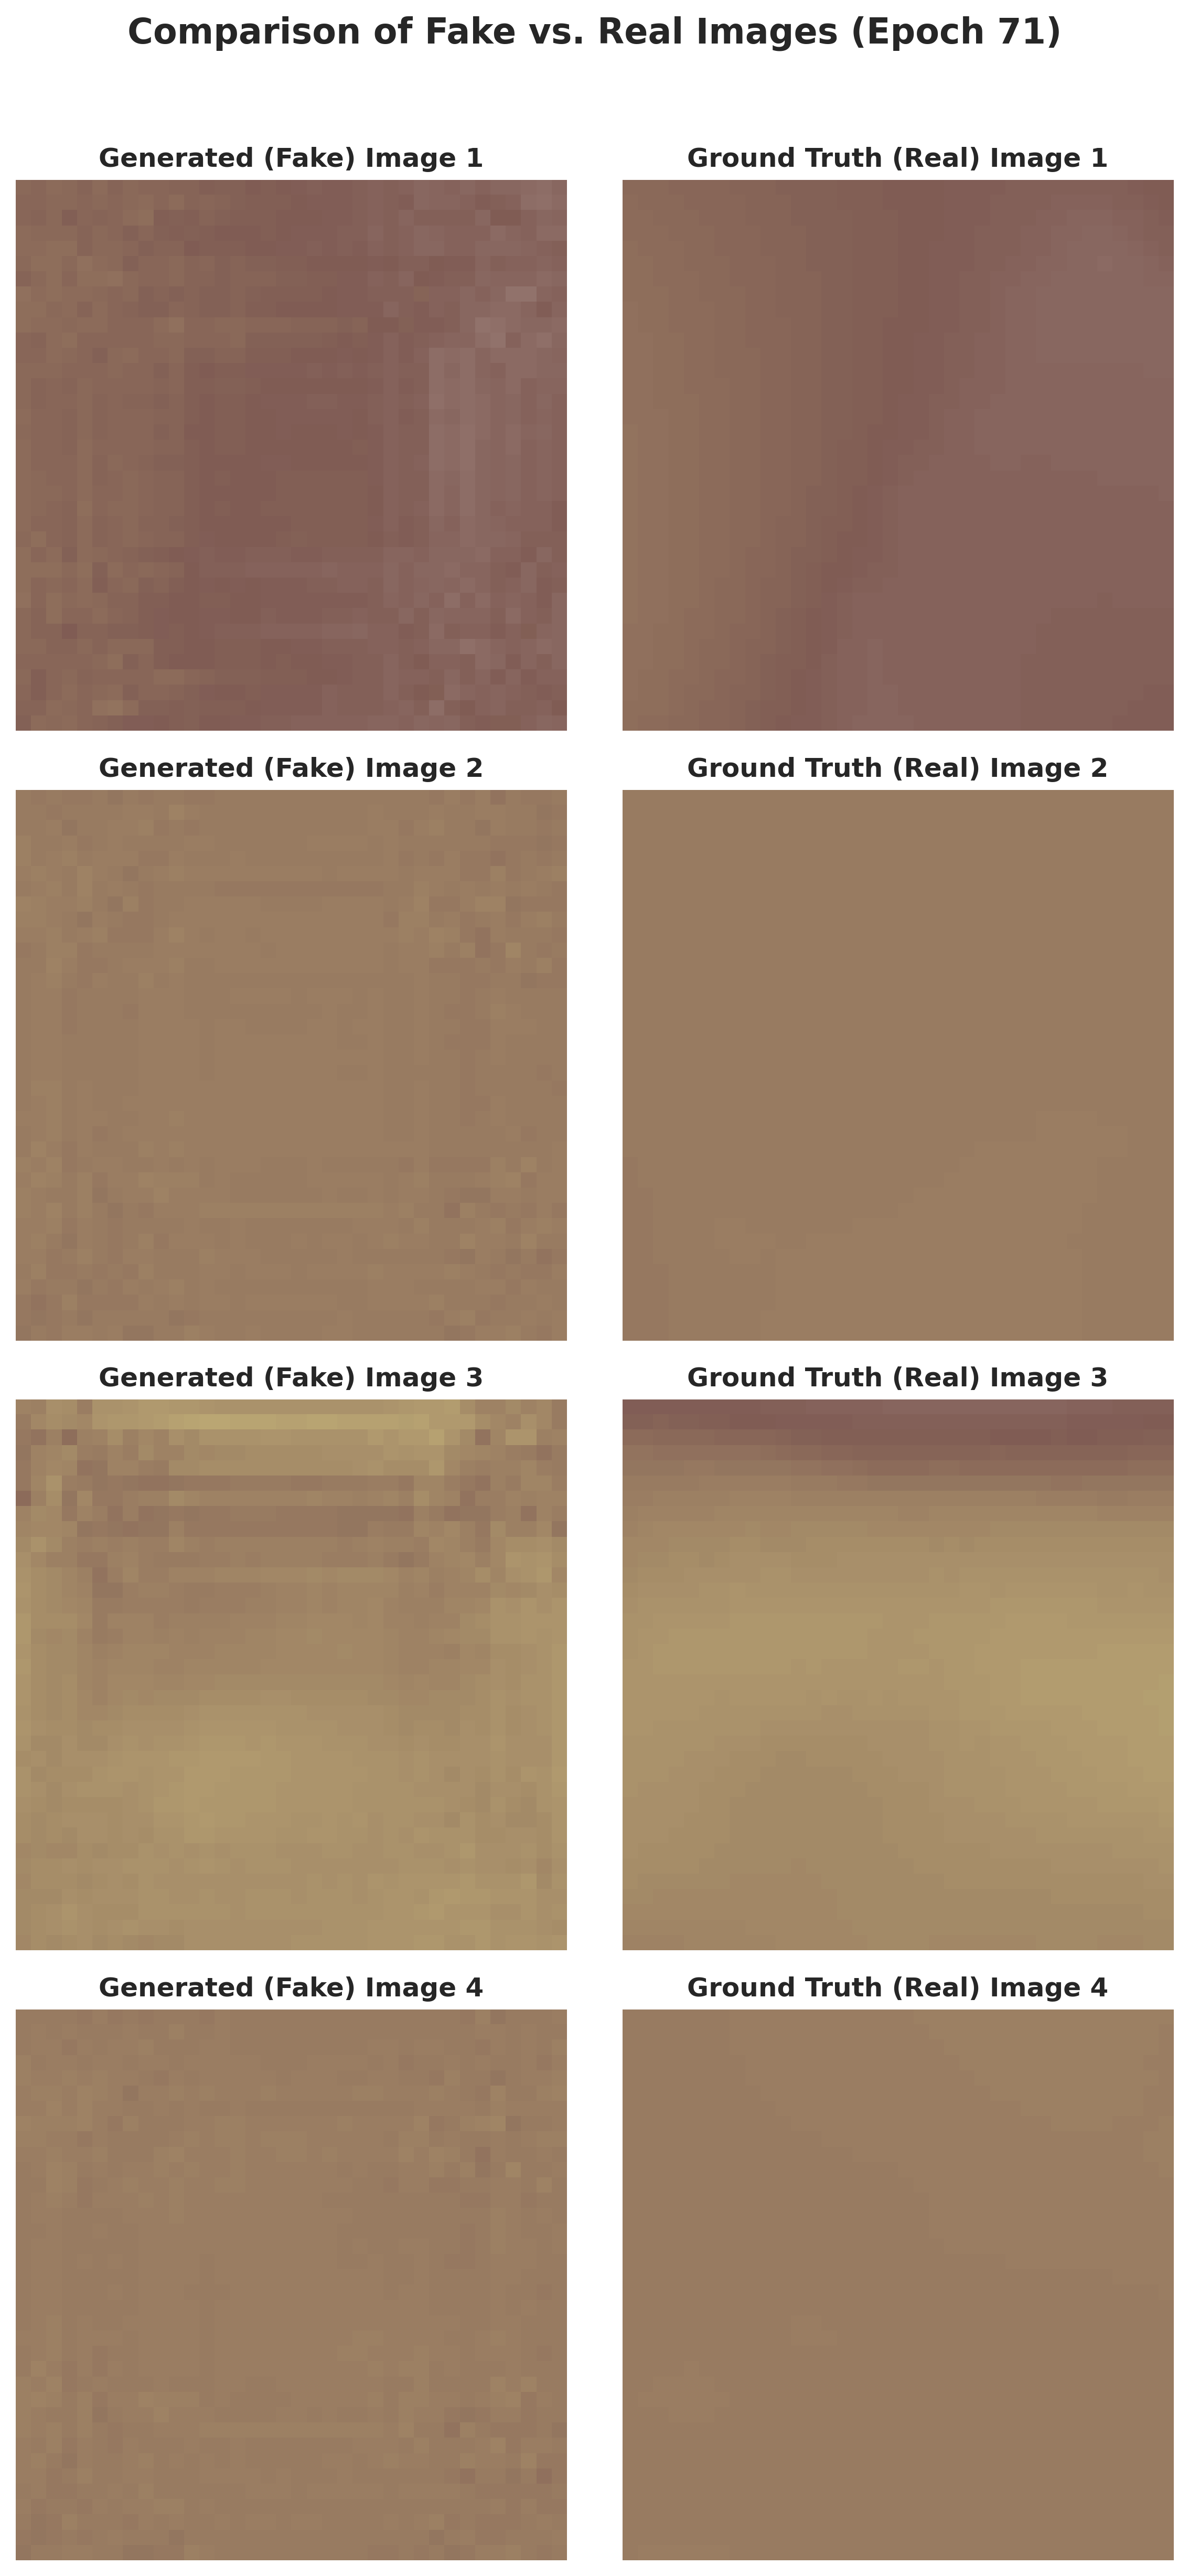 Comparison of Fake vs. Real Images (Epoch 71)
Generated (Fake) Image 1
Ground Truth (Real) Image 1
Generated (Fake) Image 2
Ground Truth (Real) Image 2
Generated (Fake) Image 3
Ground Truth (Real) Image 3
Generated (Fake) Image 4
Ground Truth (Real) Image 4